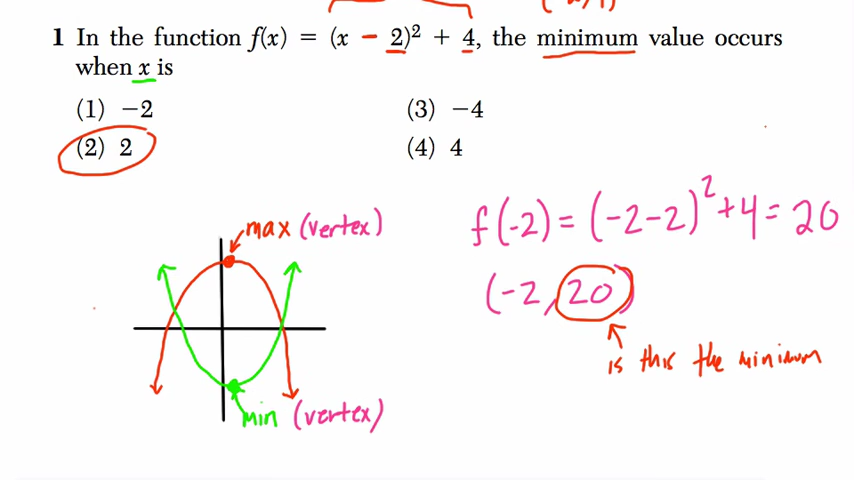 1 In the function f(x) = (x − 2)² + 4, the minimum value occurs
when x is
(1) −2
(3) −4
(2) 2
(4) 4
max (vertex)
f(-2) = (-2-2)² +4 = 20
(-2, 20)
is this the minimum
min (vertex)